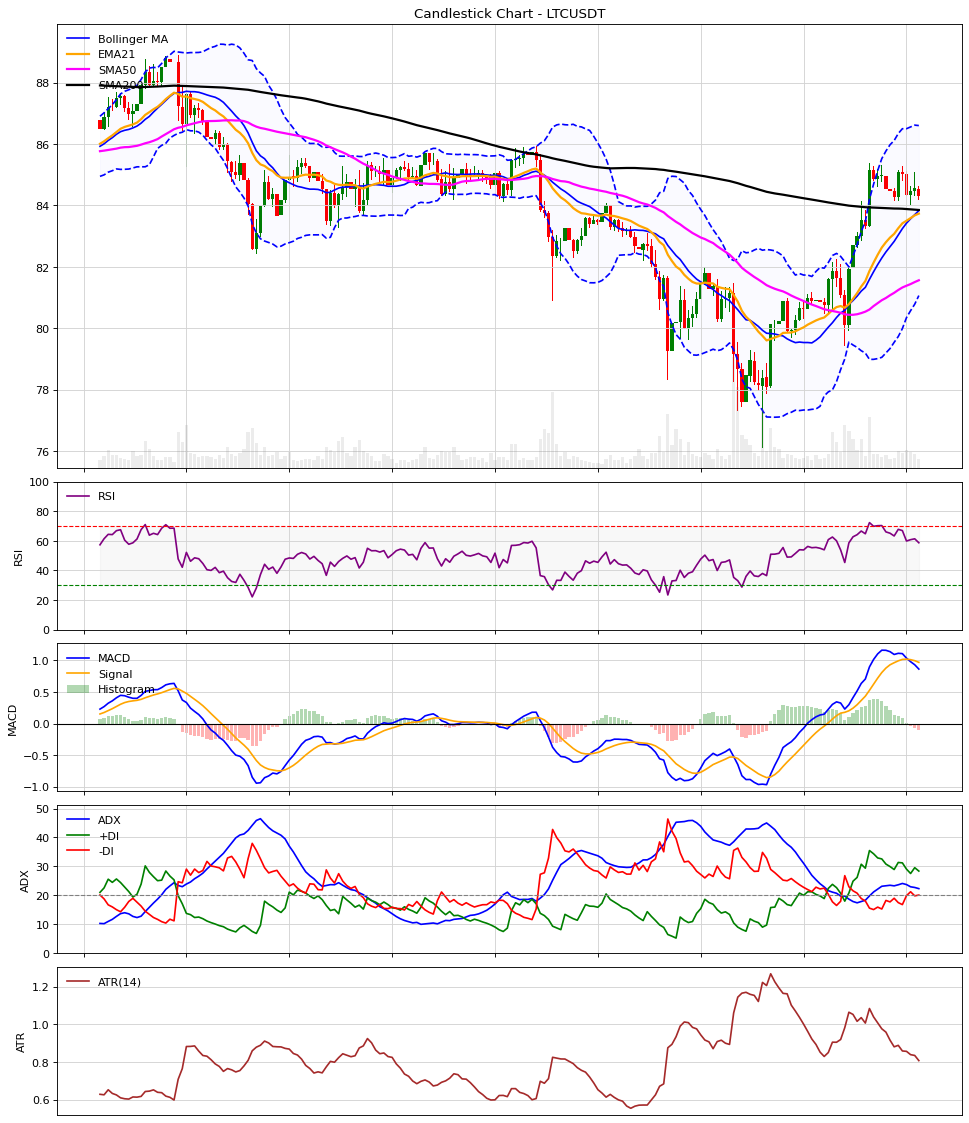 Candlestick Chart - LTCUSDT
Bollinger MA
EMA21
SMA50
SMA200
88
86
84
82
80
78
76
RSI
100
80
60
40
20
0
RSI
MACD
Signal
Histogram
1.0
0.5
0.0
−0.5
−1.0
MACD
ADX
+DI
-DI
50
40
30
20
10
0
ADX
ATR(14)
1.2
1.0
0.8
0.6
ATR